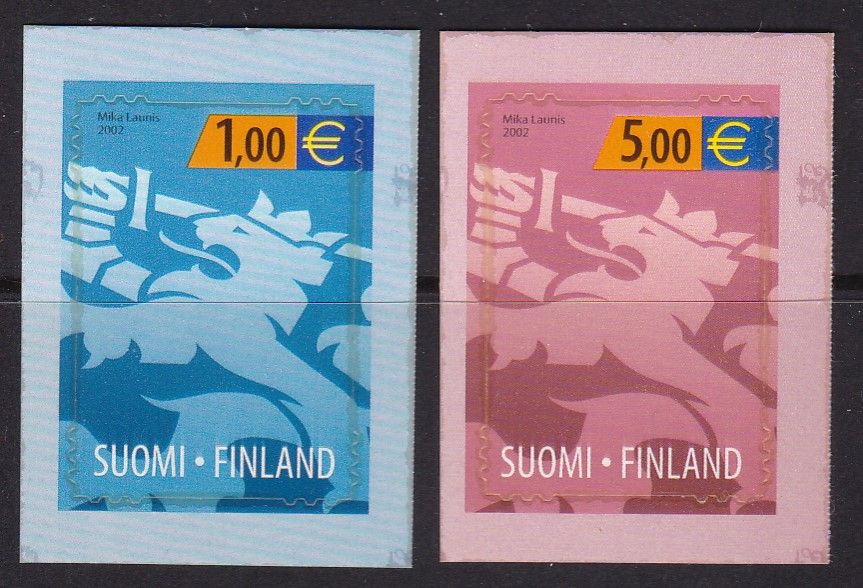 Mika Launis
2002
1,00 €
SUOMI • FINLAND
Mika Launis
2002
5,00 €
SUOMI • FINLAND